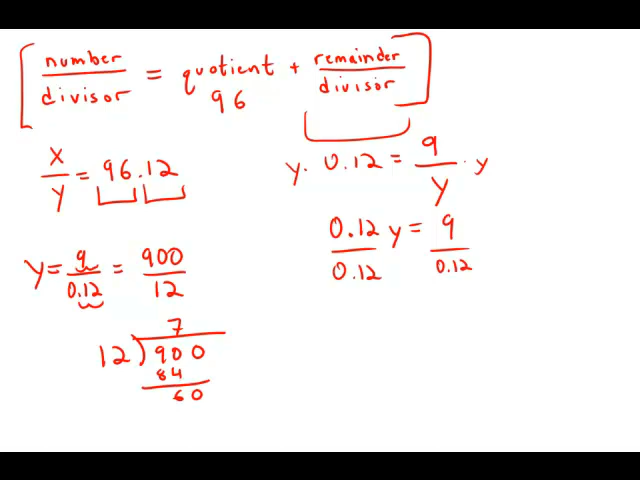 number/divisor = quotient + remainder/divisor
96
x/y = 96.12
y · 0.12 = 9/y · y
0.12 y / 0.12 = 9/0.12
y = 9/0.12 = 900/12
7
12)900
84
60